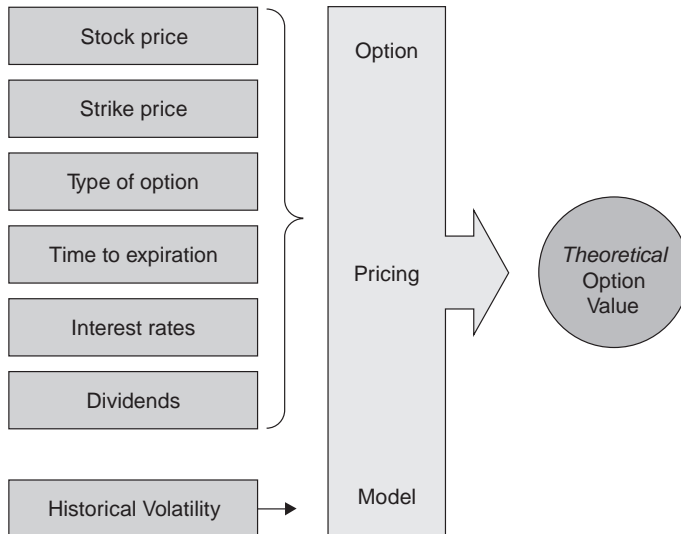 Stock price
Strike price
Type of option
Time to expiration
Interest rates
Dividends
Historical Volatility
Option
Pricing
Model
Theoretical
Option
Value